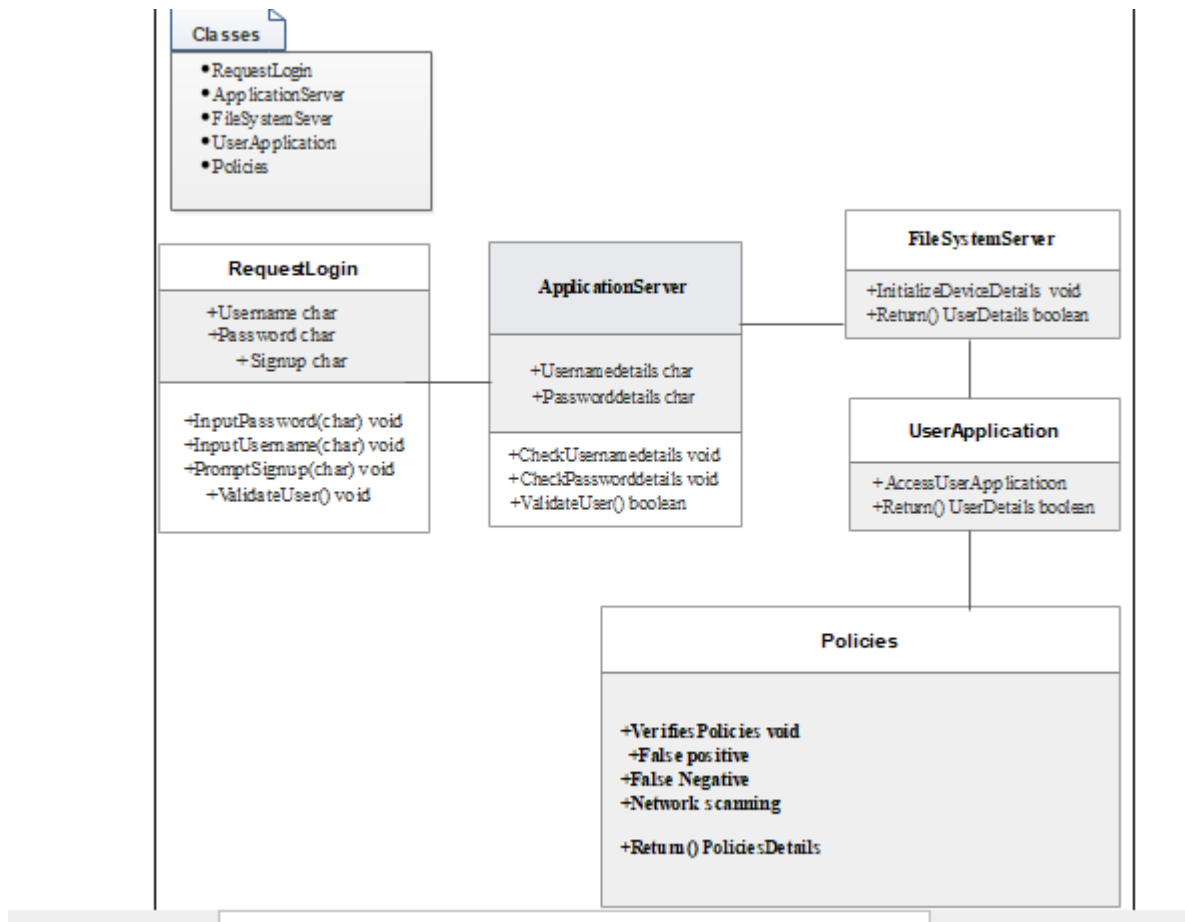 Classes
•RequestLogin
•ApplicationServer
•FileSystemSever
•UserApplication
•Policies
RequestLogin
+Username char
+Password char
+Signup char
+InputPassword(char) void
+InputUsername(char) void
+PromptSignup(char) void
+ValidateUser() void
ApplicationServer
+Usernamedetails char
+Passworddetails char
+CheckUsernamedetails void
+CheckPassworddetails void
+ValidateUser() boolean
FileSystemServer
+InitializeDeviceDetails void
+Return() UserDetails boolean
UserApplication
+AccessUserApplicatioon
+Return() UserDetails boolean
Policies
+VerifiesPolicies void
+False positive
+False Negative
+Network scanning
+Return() PoliciesDetails